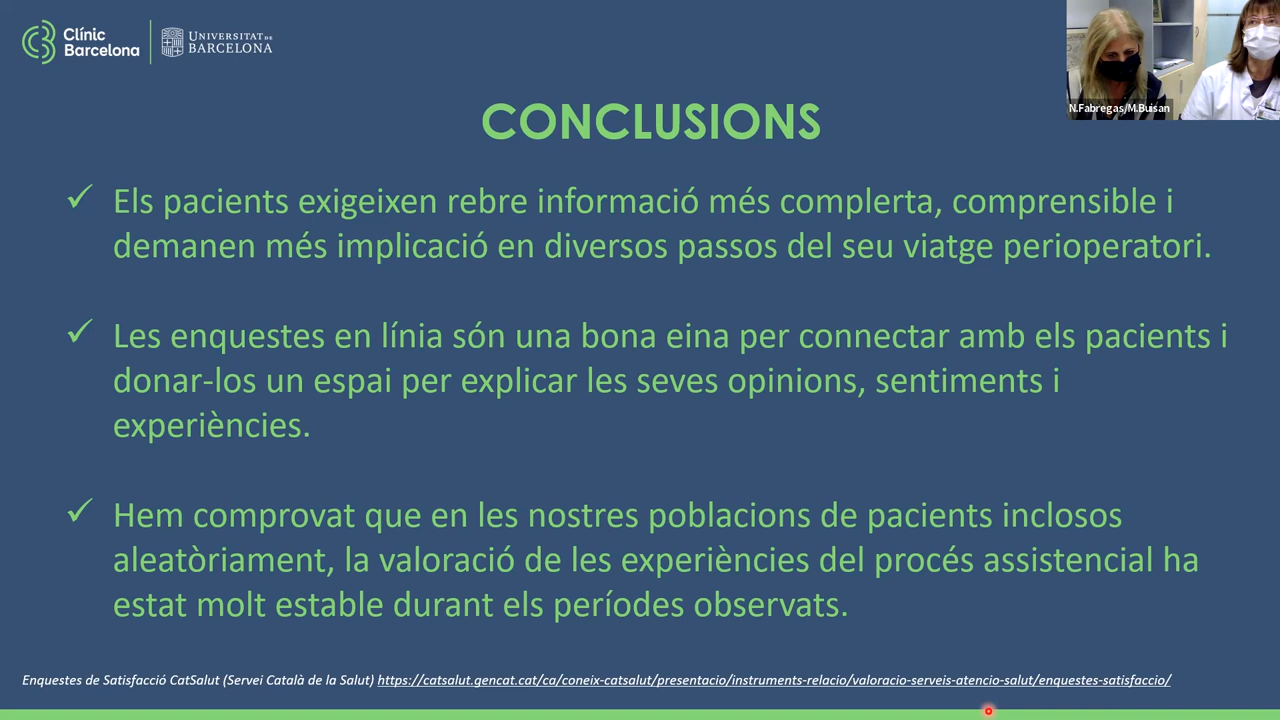 Clínic
Barcelona
UNIVERSITAT DE
BARCELONA
N.Fabregas/M.Buisan
CONCLUSIONS
✓ Els pacients exigeixen rebre informació més complerta, comprensible i
demanen més implicació en diversos passos del seu viatge perioperatori.
✓ Les enquestes en línia són una bona eina per connectar amb els pacients i
donar-los un espai per explicar les seves opinions, sentiments i
experiències.
✓ Hem comprovat que en les nostres poblacions de pacients inclosos
aleatòriament, la valoració de les experiències del procés assistencial ha
estat molt estable durant els períodes observats.
Enquestes de Satisfacció CatSalut (Servei Català de la Salut) https://catsalut.gencat.cat/ca/coneix-catsalut/presentacio/instruments-relacio/valoracio-serveis-atencio-salut/enquestes-satisfaccio/